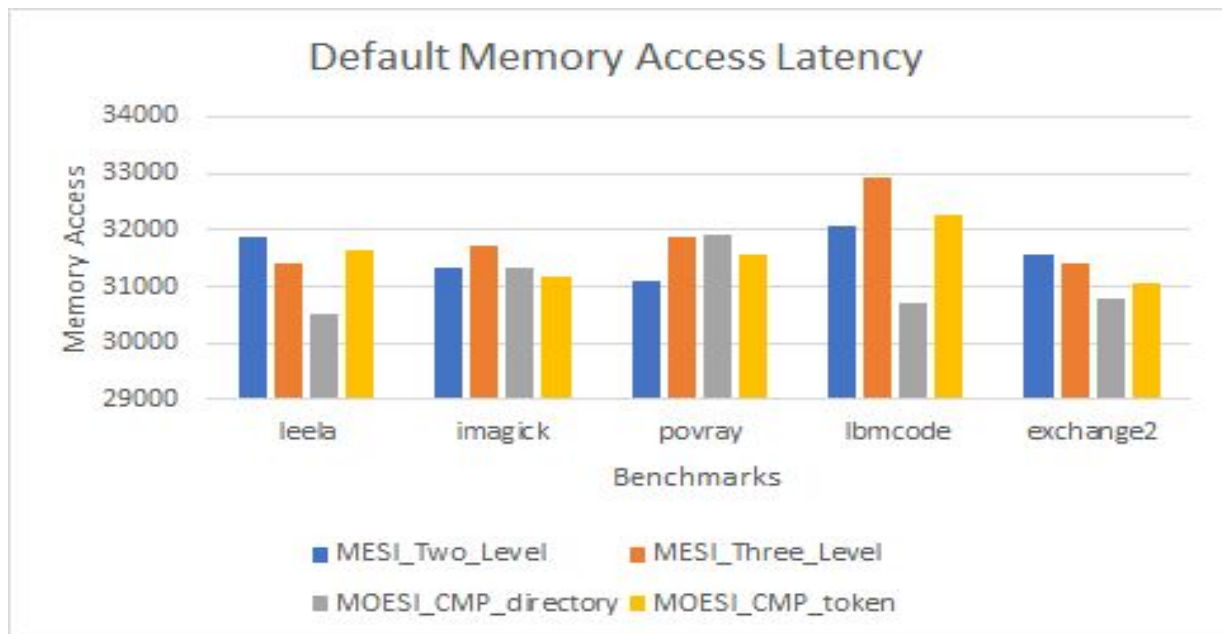 Default Memory Access Latency
34000
33000
32000
31000
30000
29000
Memory Access
leela imagick povray lbmcode exchange2
Benchmarks
MESI_Two_Level MESI_Three_Level
MOESI_CMP_directory MOESI_CMP_token